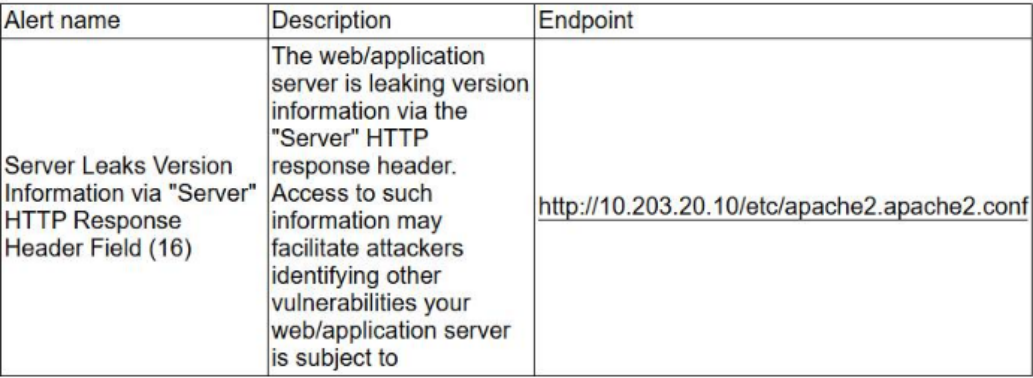 Alert name
Description
Endpoint
Server Leaks Version
Information via "Server"
HTTP Response
Header Field (16)
The web/application
server is leaking version
information via the
"Server" HTTP
response header.
Access to such
information may
facilitate attackers
identifying other
vulnerabilities your
web/application server
is subject to
http://10.203.20.10/etc/apache2.apache2.conf